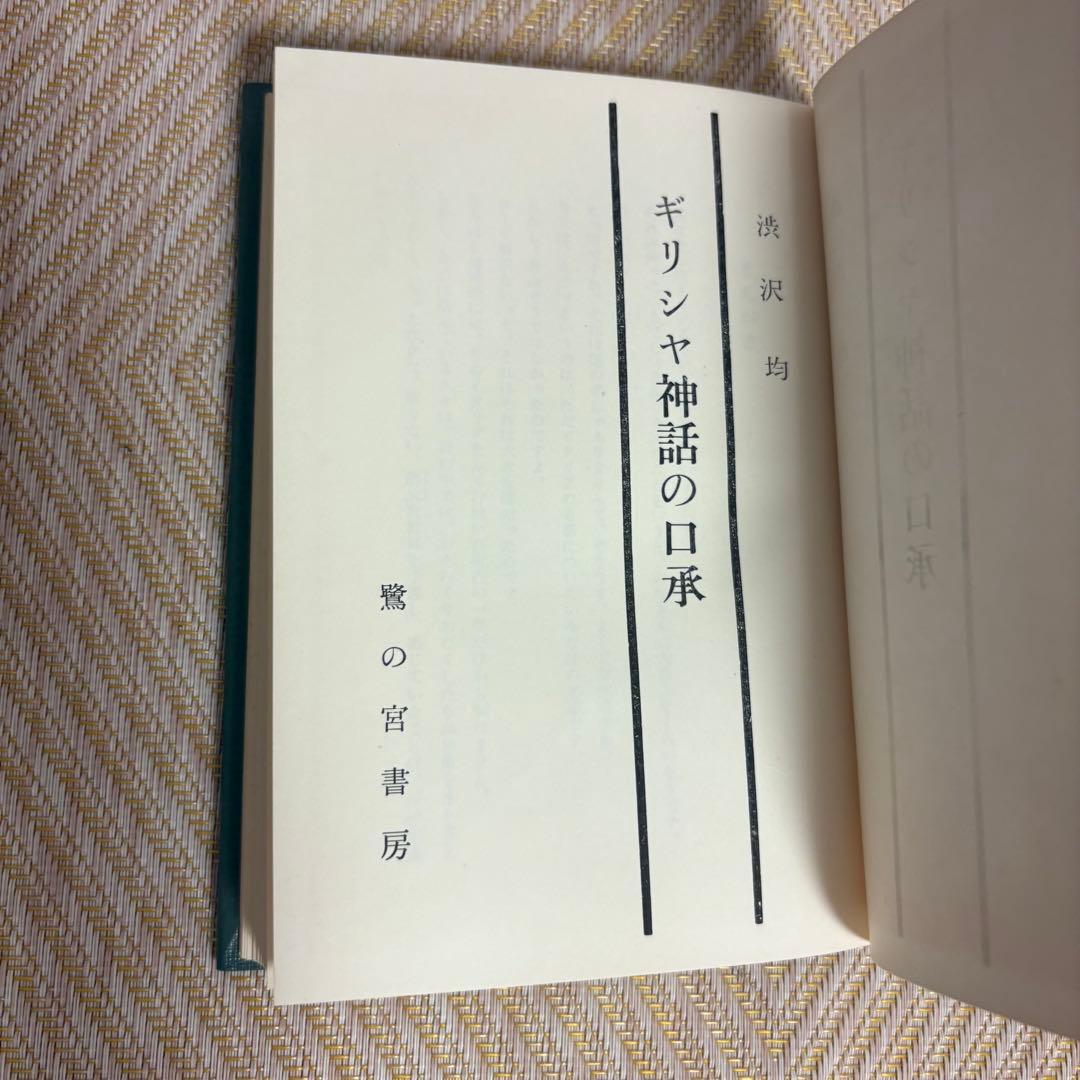 渋沢均
ギリシャ神話の口承
鷺の宮書房